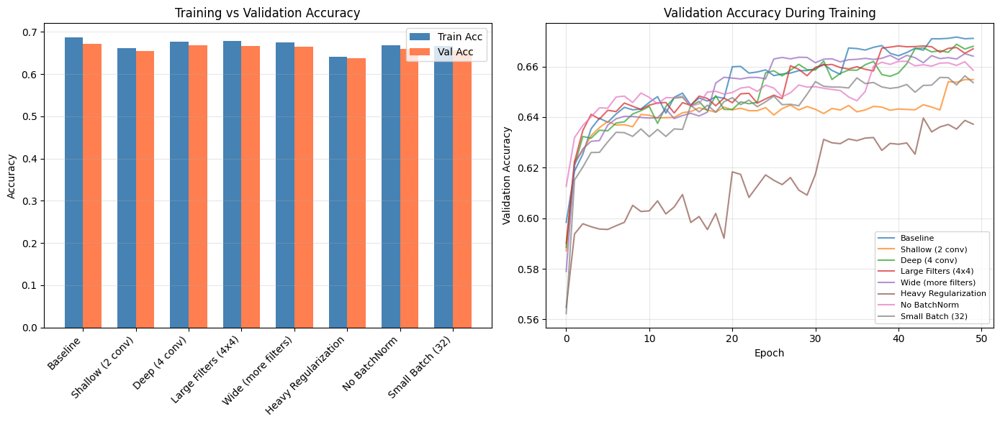 Training vs Validation Accuracy
Train Acc
Val Acc
Accuracy
0.7
0.6
0.5
0.4
0.3
0.2
0.1
0.0
Baseline
Shallow (2 conv)
Deep (4 conv)
Large Filters (4x4)
Wide (more filters)
Heavy Regularization
No BatchNorm
Small Batch (32)
Validation Accuracy During Training
Validation Accuracy
0.66
0.64
0.62
0.60
0.58
0.56
Baseline
Shallow (2 conv)
Deep (4 conv)
Large Filters (4x4)
Wide (more filters)
Heavy Regularization
No BatchNorm
Small Batch (32)
0 10 20 30 40 50
Epoch